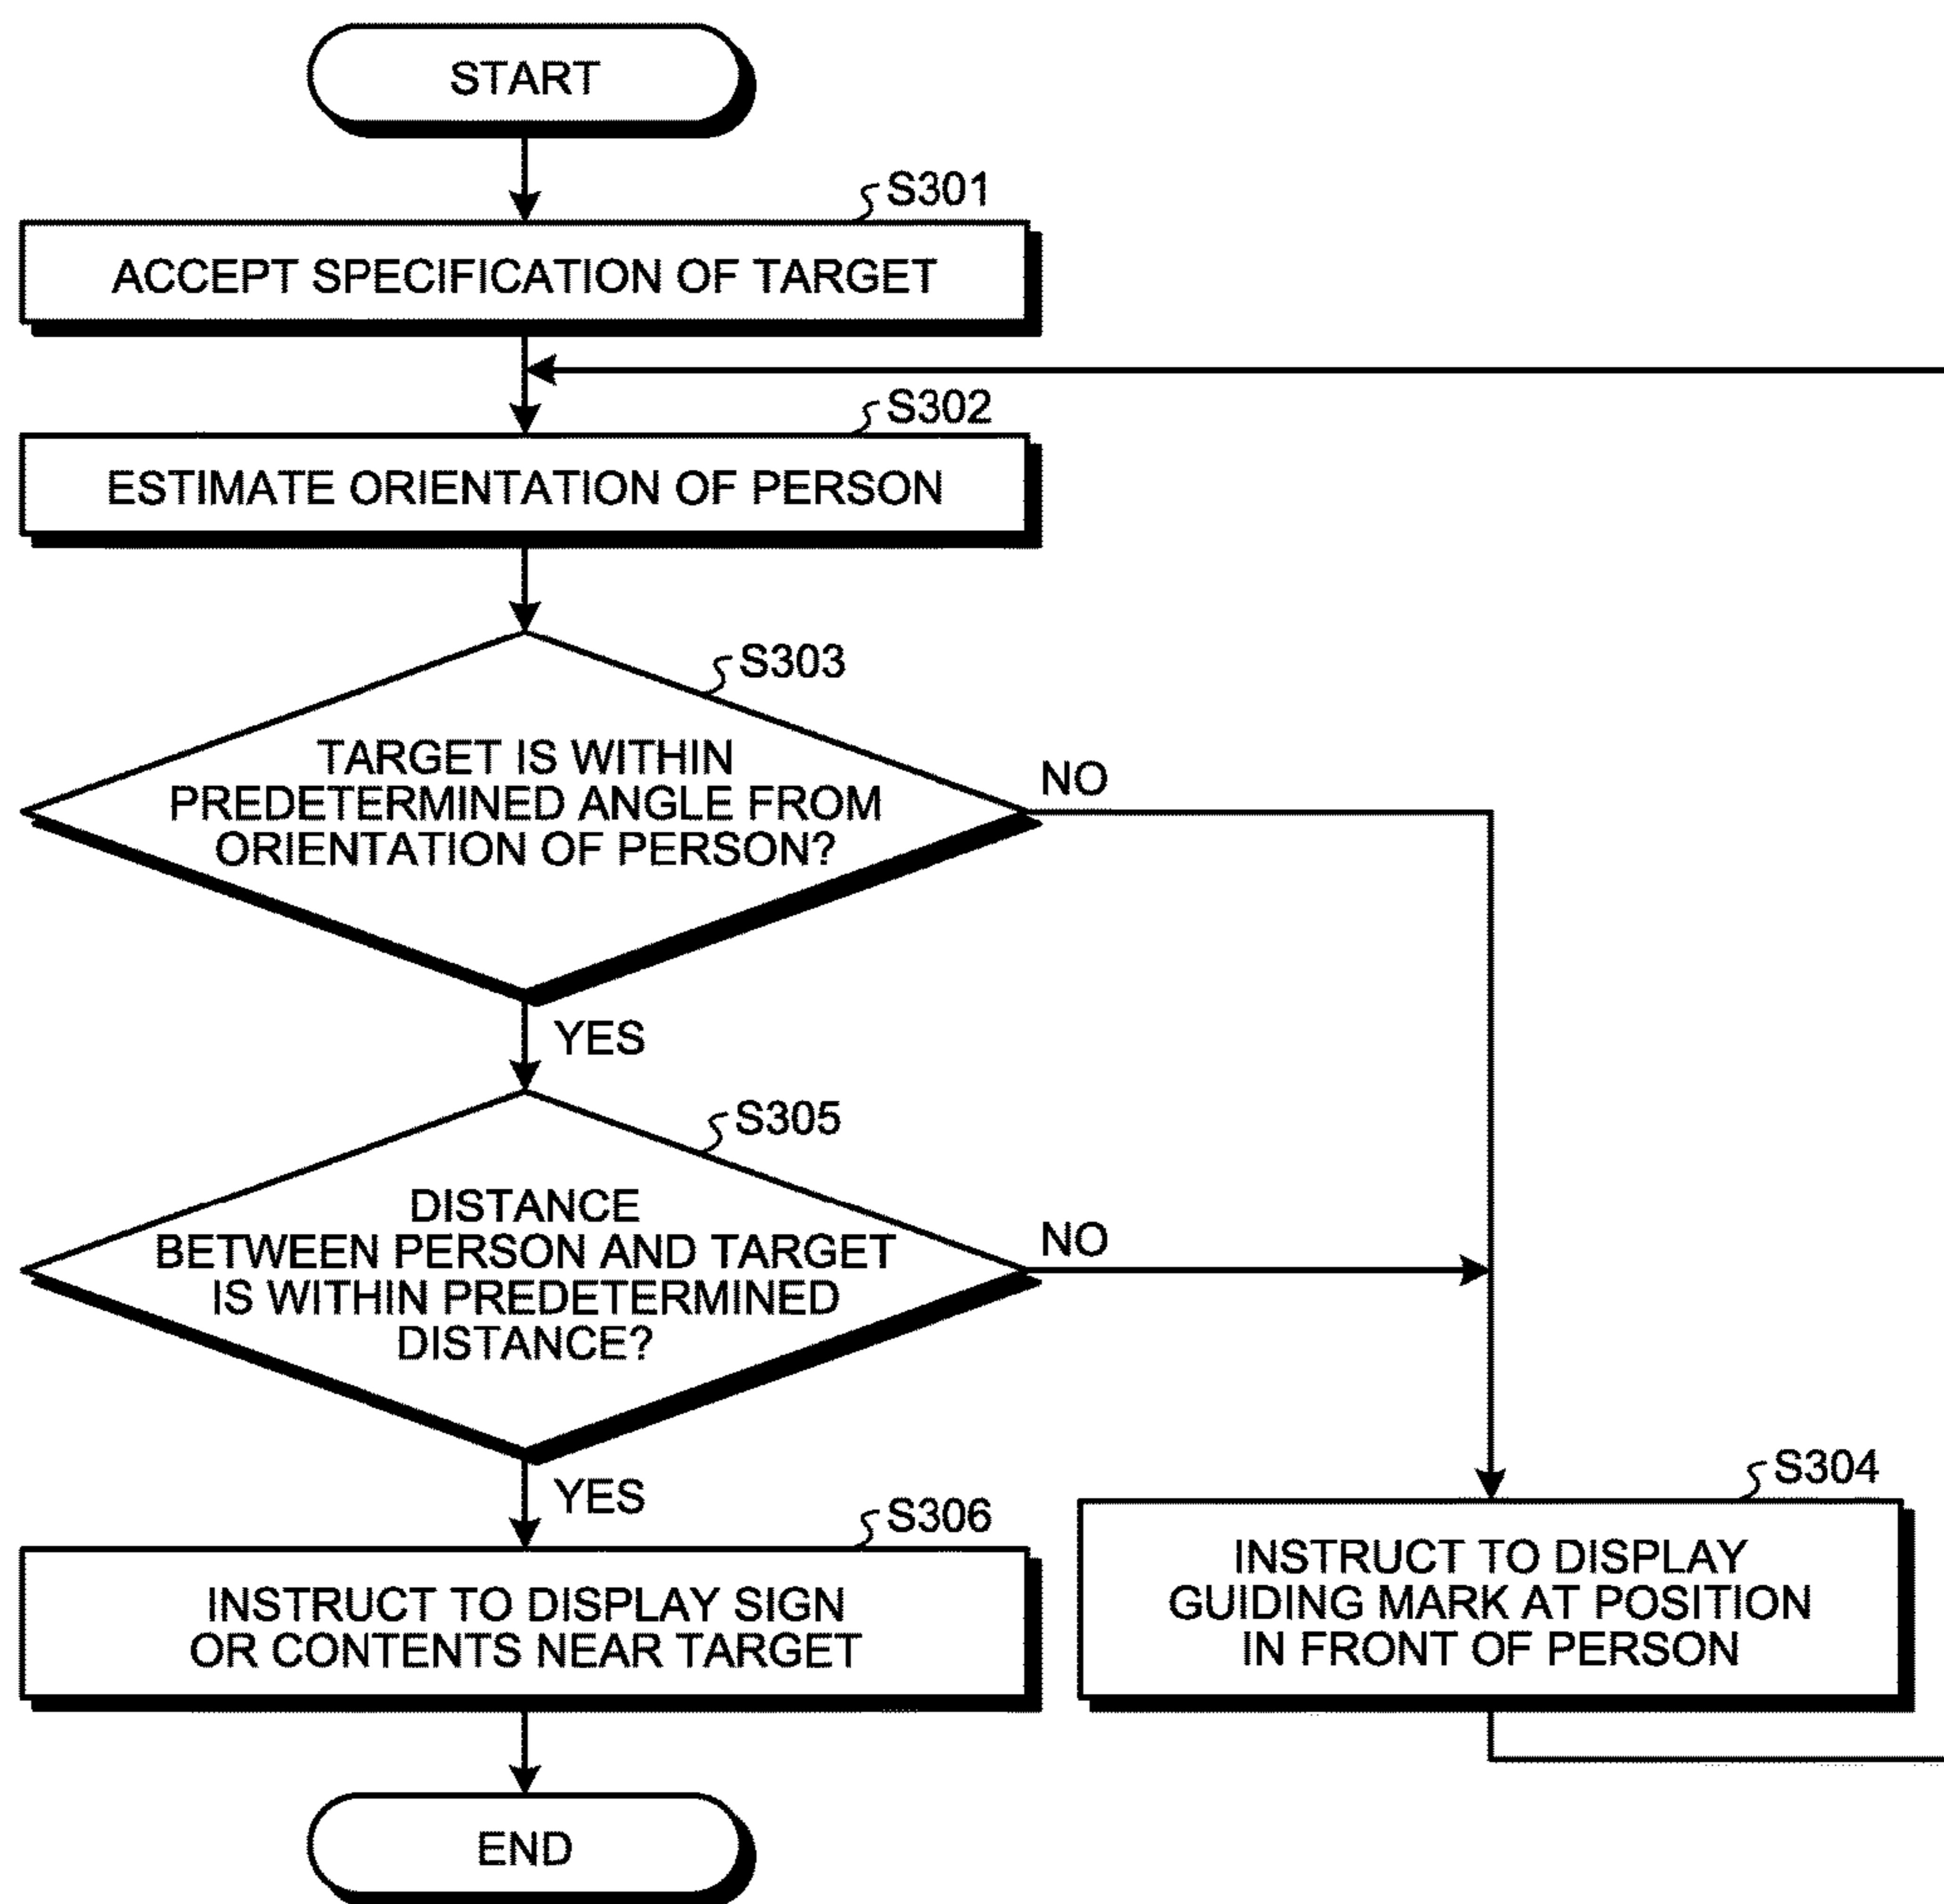 START
S301
ACCEPT SPECIFICATION OF TARGET
S302
ESTIMATE ORIENTATION OF PERSON
S303
TARGET IS WITHIN
PREDETERMINED ANGLE FROM
ORIENTATION OF PERSON?
NO
YES
S305
DISTANCE
BETWEEN PERSON AND TARGET
IS WITHIN PREDETERMINED
DISTANCE?
NO
YES
S304
INSTRUCT TO DISPLAY
GUIDING MARK AT POSITION
IN FRONT OF PERSON
S306
INSTRUCT TO DISPLAY SIGN
OR CONTENTS NEAR TARGET
END